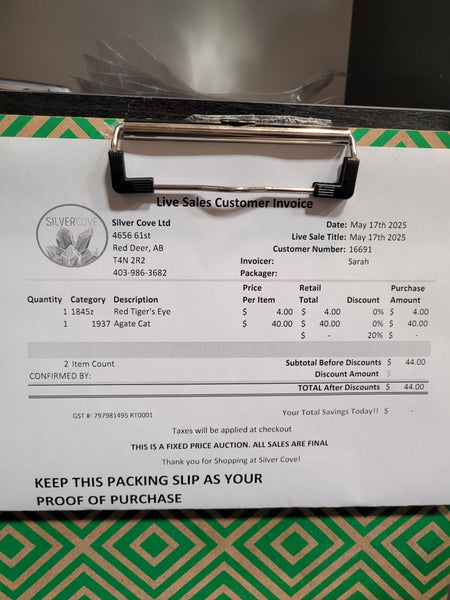 Live Sales Customer Invoice
SILVERCOVE
Silver Cove Ltd
4656 61st
Red Deer, AB
T4N 2R2
403-986-3682
Date: May 17th 2025
Live Sale Title: May 17th 2025
Customer Number: 16691
Invoicer: Sarah
Packager:
Quantity Category Description Price Per Item Retail Total Discount Purchase Amount
1 1845z Red Tiger's Eye $ 4.00 $ 4.00 0% $ 4.00
1 1937 Agate Cat $ 40.00 $ 40.00 0% $ 40.00
$ - 20% $ -
2 Item Count Subtotal Before Discounts $ 44.00
CONFIRMED BY: Discount Amount $
TOTAL After Discounts $ 44.00
GST #: 797981495 RT0001 Your Total Savings Today!! $ -
Taxes will be applied at checkout
THIS IS A FIXED PRICE AUCTION. ALL SALES ARE FINAL
Thank you for Shopping at Silver Cove!
KEEP THIS PACKING SLIP AS YOUR
PROOF OF PURCHASE